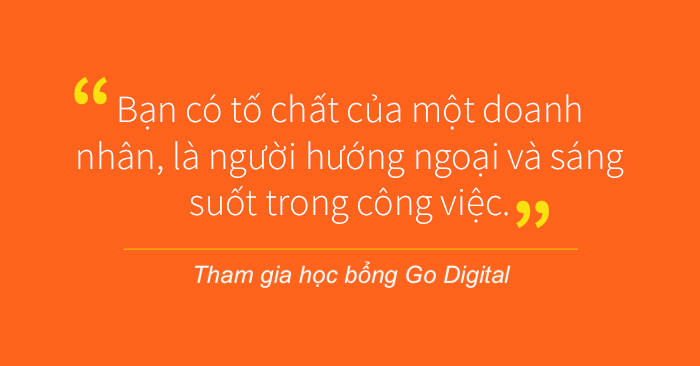 “Bạn có tố chất của một doanh
nhân, là người hướng ngoại và sáng
suốt trong công việc.”
Tham gia học bổng Go Digital